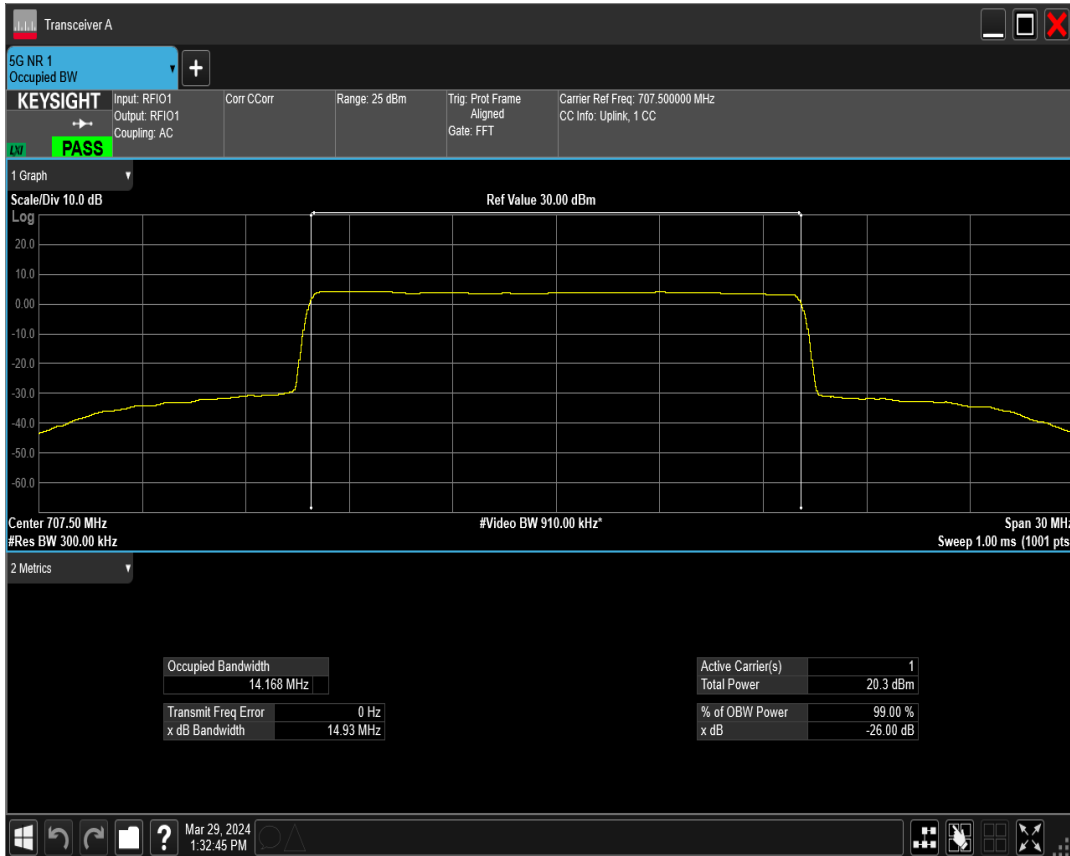 Transceiver A
5G NR 1
Occupied BW
+
KEYSIGHT
LXI
PASS
Input: RFIO1
Output: RFIO1
Coupling: AC
Corr CCorr
Range: 25 dBm
Trig: Prot Frame
Aligned
Gate: FFT
Carrier Ref Freq: 707.500000 MHz
CC Info: Uplink, 1 CC
1 Graph
Scale/Div 10.0 dB
Ref Value 30.00 dBm
Log
20.0
10.0
0.00
-10.0
-20.0
-30.0
-40.0
-50.0
-60.0
Center 707.50 MHz
#Video BW 910.00 kHz*
Span 30 MHz
#Res BW 300.00 kHz
Sweep 1.00 ms (1001 pts
2 Metrics
Occupied Bandwidth
14.168 MHz
Transmit Freq Error 0 Hz
x dB Bandwidth 14.93 MHz
Active Carrier(s) 1
Total Power 20.3 dBm
% of OBW Power 99.00 %
x dB -26.00 dB
?
Mar 29, 2024
1:32:45 PM